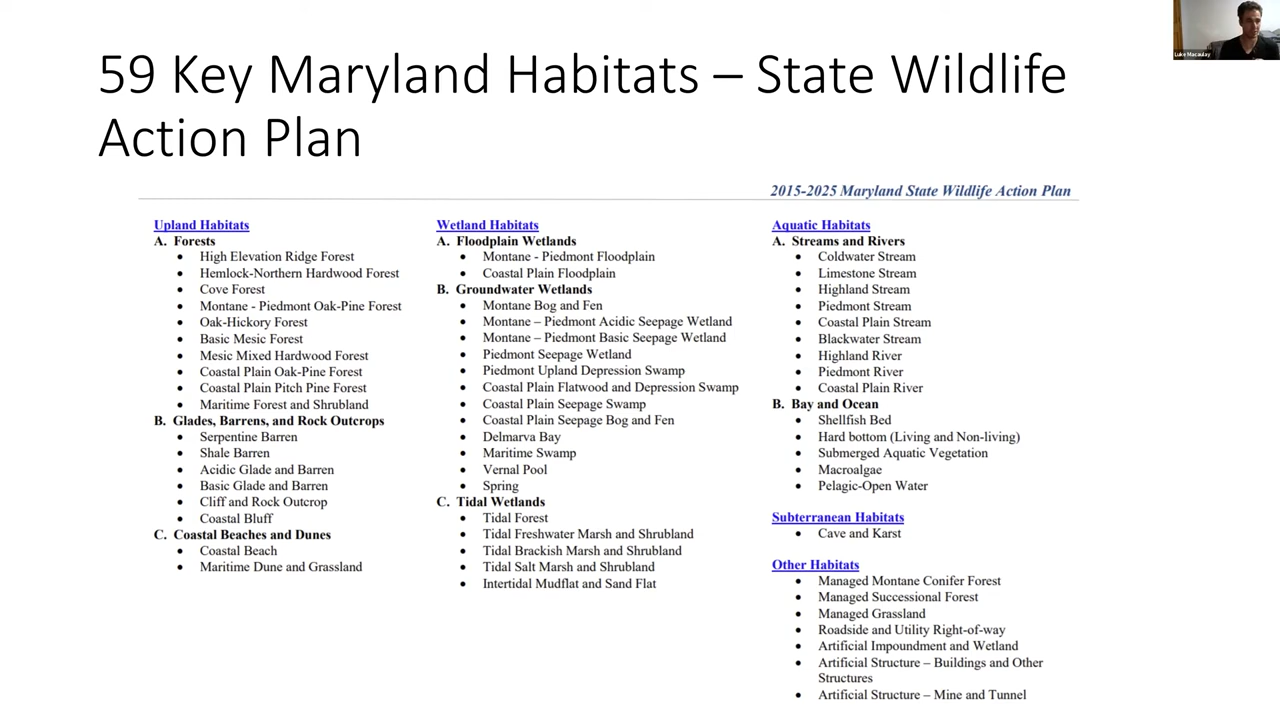 59 Key Maryland Habitats – State Wildlife
Action Plan
Luke Macaulay
2015-2025 Maryland State Wildlife Action Plan
Upland Habitats
A. Forests
• High Elevation Ridge Forest
• Hemlock-Northern Hardwood Forest
• Cove Forest
• Montane - Piedmont Oak-Pine Forest
• Oak-Hickory Forest
• Basic Mesic Forest
• Mesic Mixed Hardwood Forest
• Coastal Plain Oak-Pine Forest
• Coastal Plain Pitch Pine Forest
• Maritime Forest and Shrubland
B. Glades, Barrens, and Rock Outcrops
• Serpentine Barren
• Shale Barren
• Acidic Glade and Barren
• Basic Glade and Barren
• Cliff and Rock Outcrop
• Coastal Bluff
C. Coastal Beaches and Dunes
• Coastal Beach
• Maritime Dune and Grassland
Wetland Habitats
A. Floodplain Wetlands
• Montane - Piedmont Floodplain
• Coastal Plain Floodplain
B. Groundwater Wetlands
• Montane Bog and Fen
• Montane – Piedmont Acidic Seepage Wetland
• Montane – Piedmont Basic Seepage Wetland
• Piedmont Seepage Wetland
• Piedmont Upland Depression Swamp
• Coastal Plain Flatwood and Depression Swamp
• Coastal Plain Seepage Swamp
• Coastal Plain Seepage Bog and Fen
• Delmarva Bay
• Maritime Swamp
• Vernal Pool
• Spring
C. Tidal Wetlands
• Tidal Forest
• Tidal Freshwater Marsh and Shrubland
• Tidal Brackish Marsh and Shrubland
• Tidal Salt Marsh and Shrubland
• Intertidal Mudflat and Sand Flat
Aquatic Habitats
A. Streams and Rivers
• Coldwater Stream
• Limestone Stream
• Highland Stream
• Piedmont Stream
• Coastal Plain Stream
• Blackwater Stream
• Highland River
• Piedmont River
• Coastal Plain River
B. Bay and Ocean
• Shellfish Bed
• Hard bottom (Living and Non-living)
• Submerged Aquatic Vegetation
• Macroalgae
• Pelagic-Open Water
Subterranean Habitats
• Cave and Karst
Other Habitats
• Managed Montane Conifer Forest
• Managed Successional Forest
• Managed Grassland
• Roadside and Utility Right-of-way
• Artificial Impoundment and Wetland
• Artificial Structure – Buildings and Other
Structures
• Artificial Structure – Mine and Tunnel